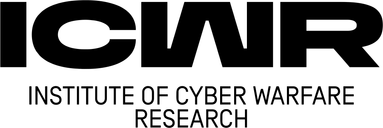 ICWR
INSTITUTE OF CYBER WARFARE
RESEARCH